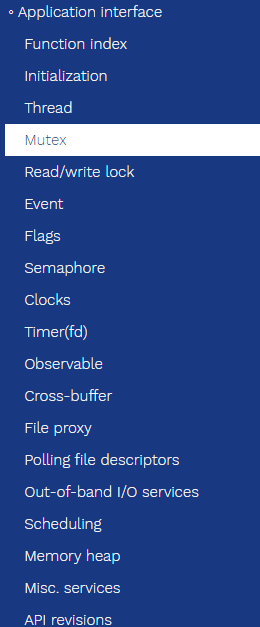 Application interface
Function index
Initialization
Thread
Mutex
Read/write lock
Event
Flags
Semaphore
Clocks
Timer(fd)
Observable
Cross-buffer
File proxy
Polling file descriptors
Out-of-band I/O services
Scheduling
Memory heap
Misc. services
API revisions